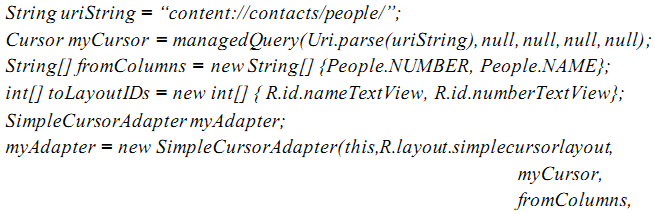 String uriString = “content://contacts/people/”;
Cursor myCursor = managedQuery(Uri.parse(uriString), null, null, null, null);
String[] fromColumns = new String[] {People.NUMBER, People.NAME};
int[] toLayoutIDs = new int[] { R.id.nameTextView, R.id.numberTextView};
SimpleCursorAdapter myAdapter;
myAdapter = new SimpleCursorAdapter(this,R.layout.simplecursorlayout,
myCursor,
fromColumns,